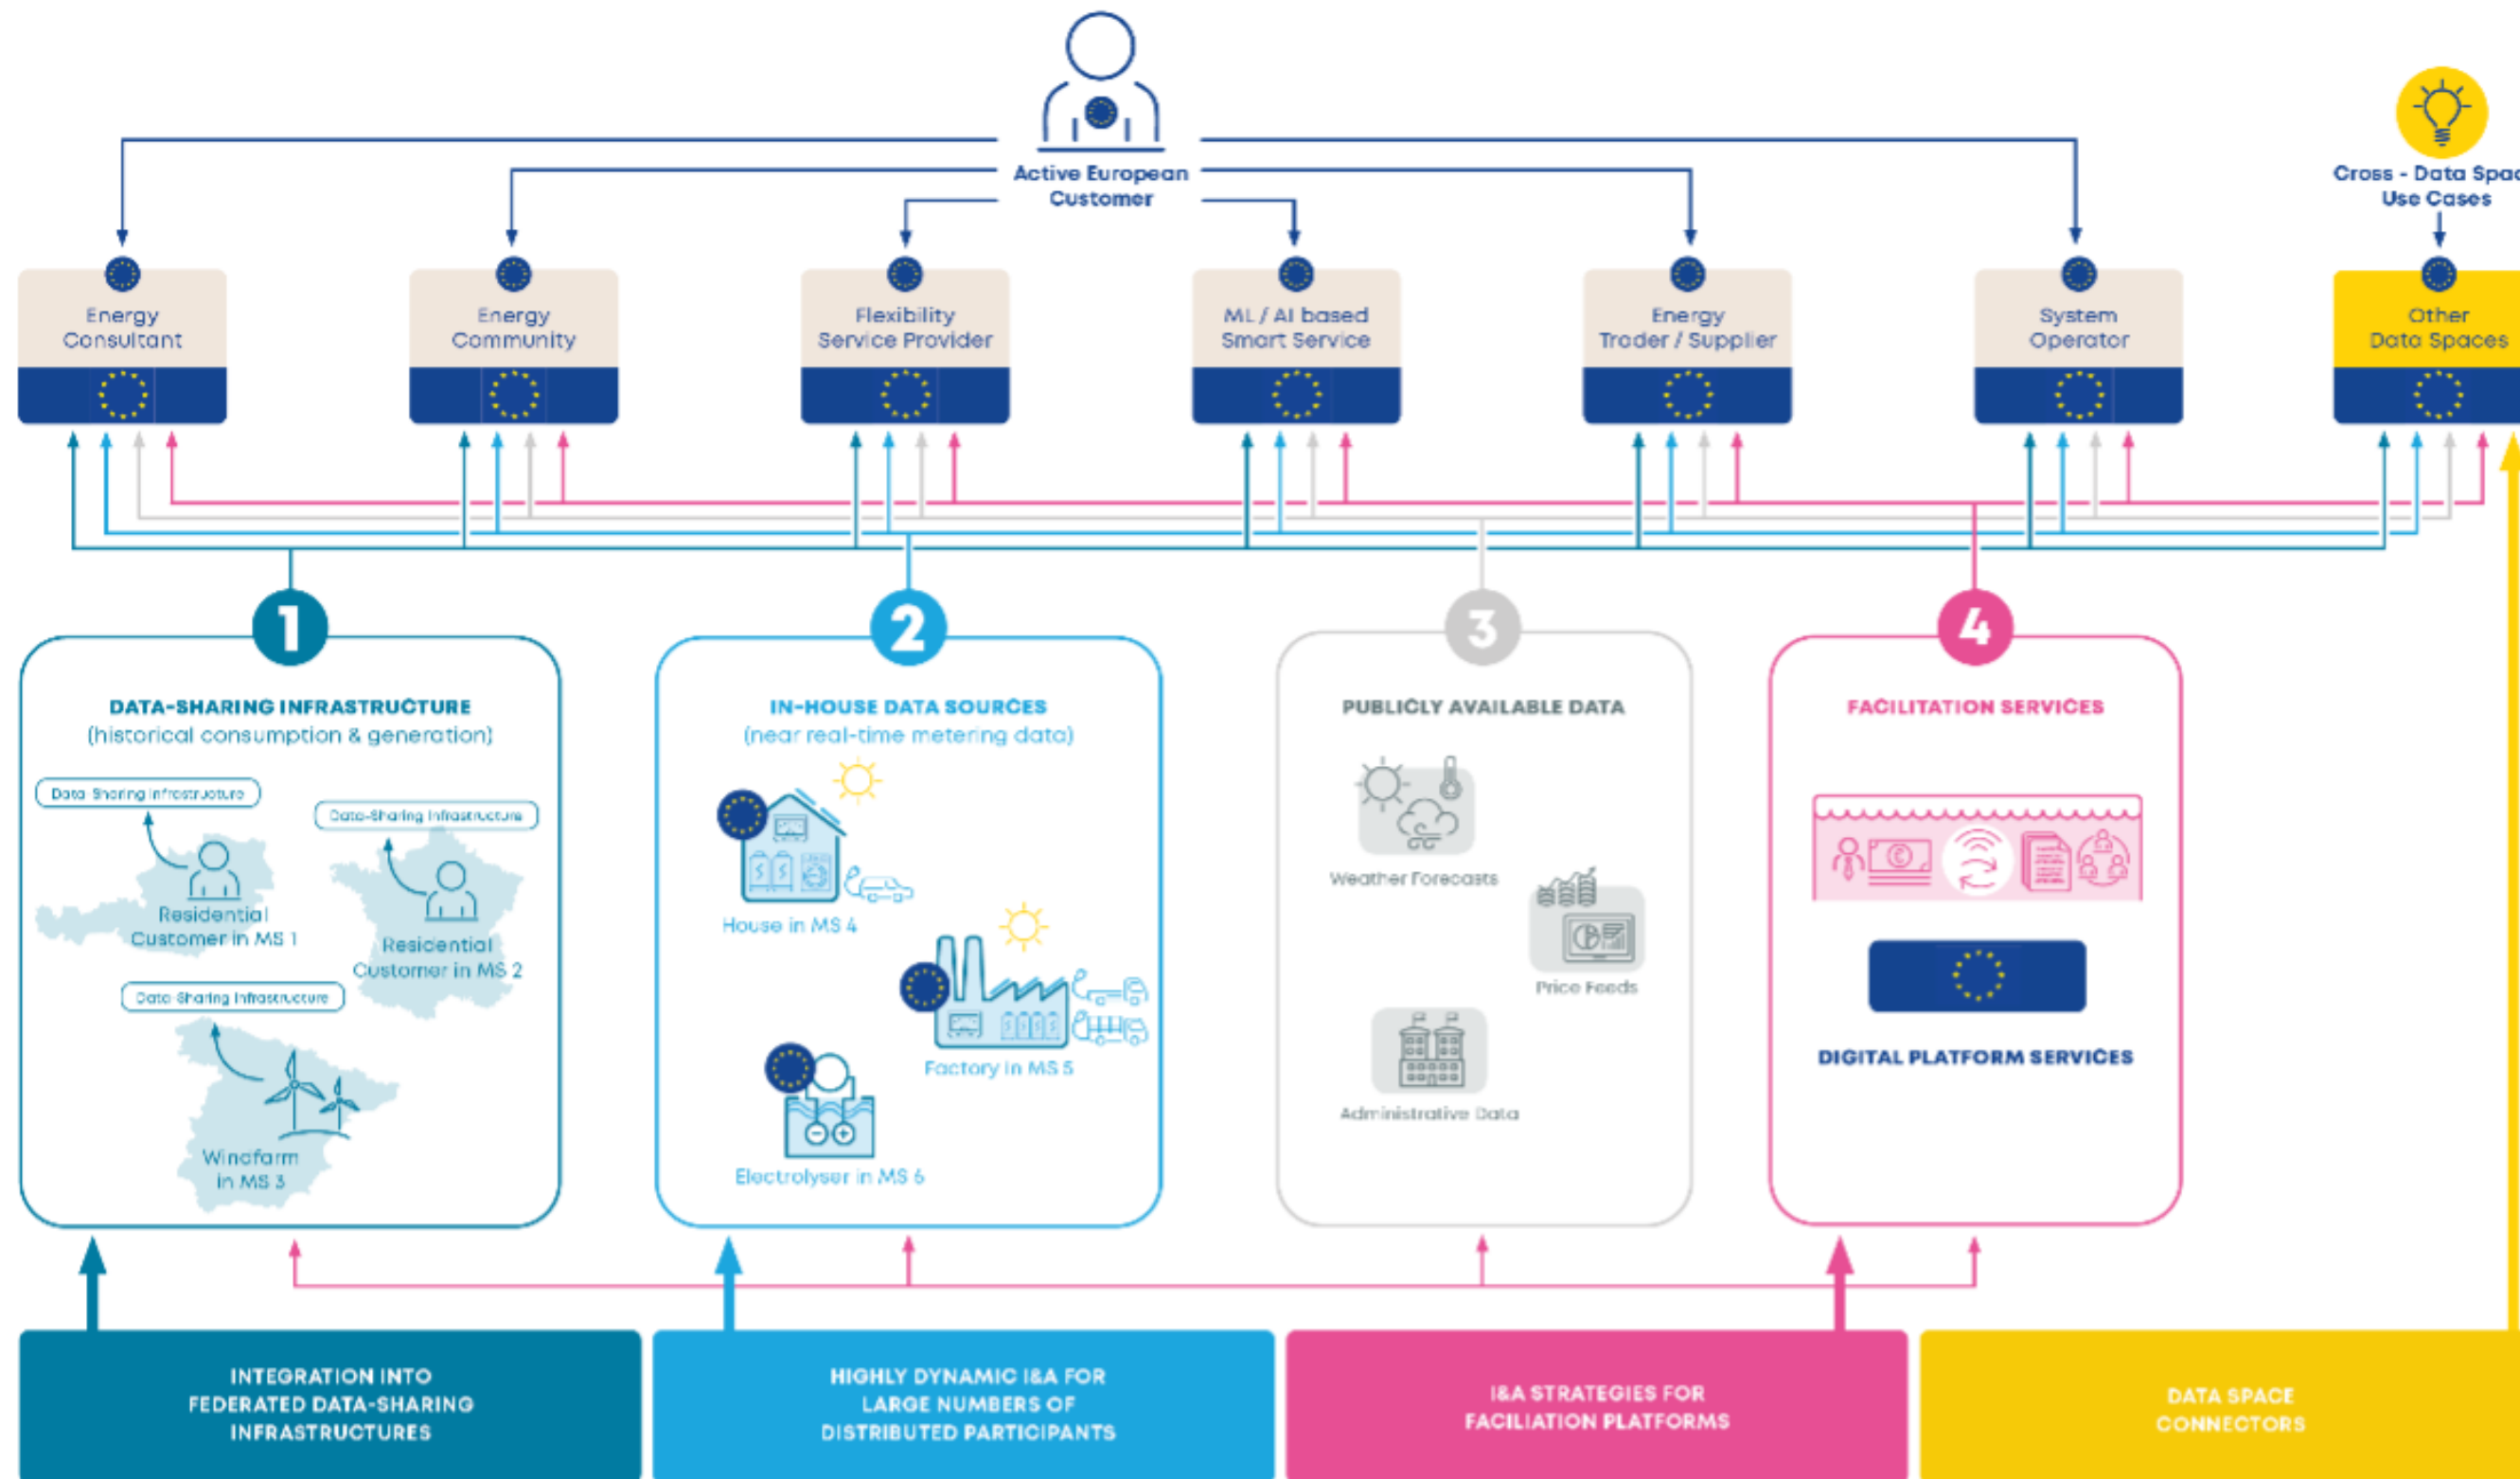 Active European
Customer
Cross - Data Spac
Use Cases
Energy
Consultant
Energy
Community
Flexibility
Service Provider
ML / AI based
Smart Service
Energy
Trader / Supplier
System
Operator
Other
Data Spaces
1
2
3
4
DATA-SHARING INFRASTRUCTURE
(historical consumption & generation)
Data-Sharing Infrastructure
Data-Sharing Infrastructure
Residential
Customer in MS 1
Residential
Customer in MS 2
Data-Sharing Infrastructure
Windfarm
in MS 3
IN-HOUSE DATA SOURCES
(near real-time metering data)
House in MS 4
Factory in MS 5
Electrolyser in MS 6
PUBLICLY AVAILABLE DATA
Weather Forecasts
Price Feeds
Administrative Data
FACILITATION SERVICES
DIGITAL PLATFORM SERVICES
INTEGRATION INTO
FEDERATED DATA-SHARING
INFRASTRUCTURES
HIGHLY DYNAMIC I&A FOR
LARGE NUMBERS OF
DISTRIBUTED PARTICIPANTS
I&A STRATEGIES FOR
FACILIATION PLATFORMS
DATA SPACE
CONNECTORS